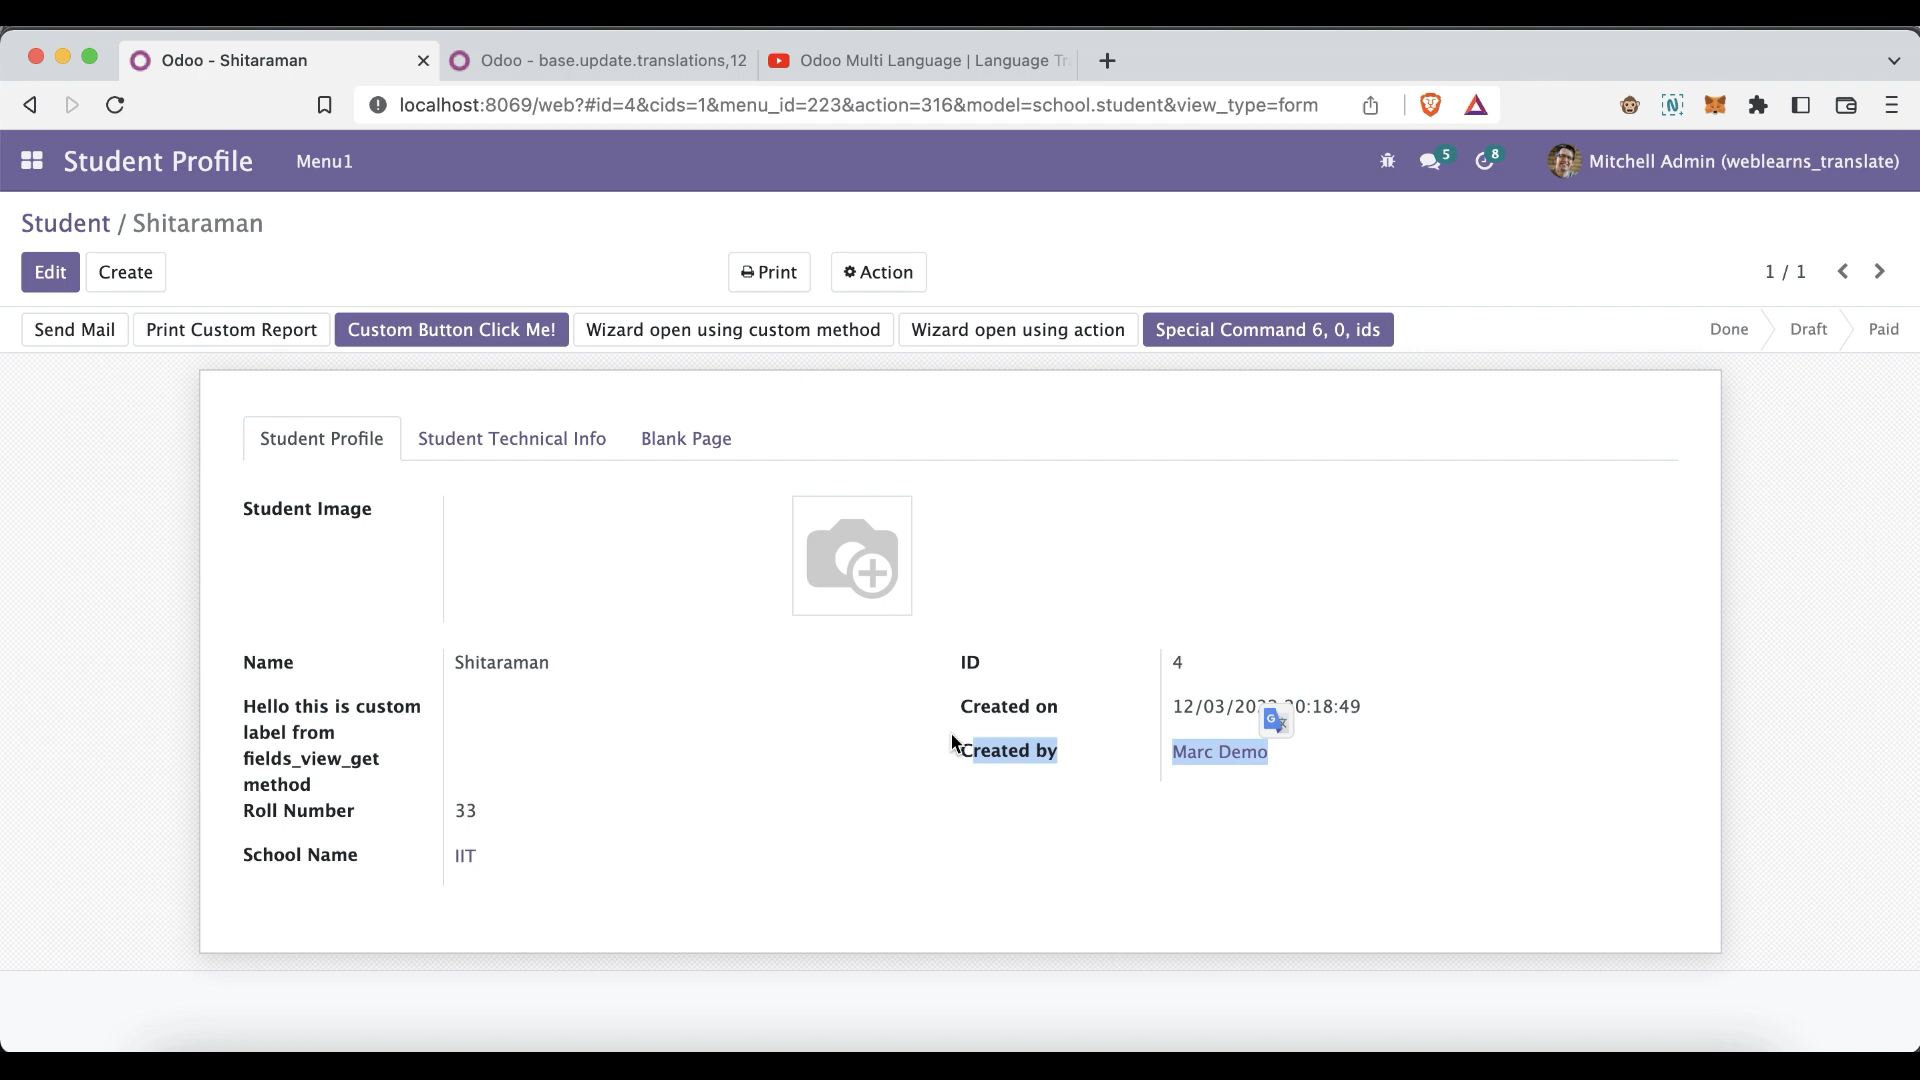 Odoo - Shitaraman
Odoo - base.update.translations,12
Odoo Multi Language | Language
localhost:8069/web?#id=4&cids=1&menu_id=223&action=316&model=school.student&view_type=form
Student Profile
Menu1
5
8
Mitchell Admin (weblearns_translate)
Student / Shitaraman
Edit
Create
Print
Action
1 / 1
Send Mail
Print Custom Report
Custom Button Click Me!
Wizard open using custom method
Wizard open using action
Special Command 6, 0, ids
Done
Draft
Paid
Student Profile
Student Technical Info
Blank Page
Student Image
Name
Shitaraman
ID
4
Hello this is custom
label from
fields_view_get
method
Created on
Created by
Marc Demo
Roll Number
33
School Name
IIT